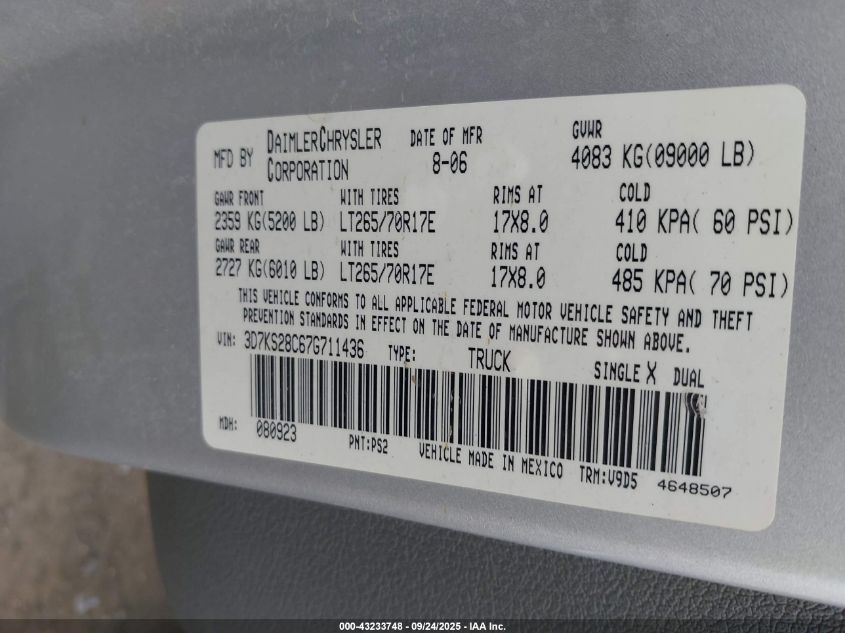 MFD BY DAIMLERCHRYSLER CORPORATION DATE OF MFR 8-06 GVWR 4083 KG(09000 LB)
GAWR FRONT WITH TIRES RIMS AT COLD
2359 KG(5200 LB) LT265/70R17E 17X8.0 410 KPA( 60 PSI)
GAWR REAR WITH TIRES RIMS AT COLD
2727 KG(6010 LB) LT265/70R17E 17X8.0 485 KPA( 70 PSI)
THIS VEHICLE CONFORMS TO ALL APPLICABLE FEDERAL MOTOR VEHICLE SAFETY AND THEFT
PREVENTION STANDARDS IN EFFECT ON THE DATE OF MANUFACTURE SHOWN ABOVE.
VIN: 3D7KS28C67G711436 TYPE: TRUCK SINGLE X DUAL
MDH: 080923 PNT:PS2 VEHICLE MADE IN MEXICO TRM:V9D5 4648507
000-43233748 - 09/24/2025 - IAA Inc.